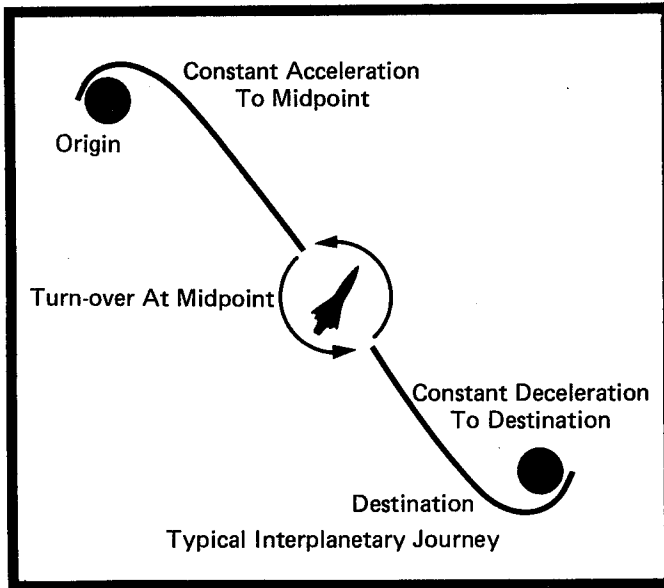 Constant Acceleration
To Midpoint
Origin
Turn-over At Midpoint
Constant Deceleration
To Destination
Destination
Typical Interplanetary Journey